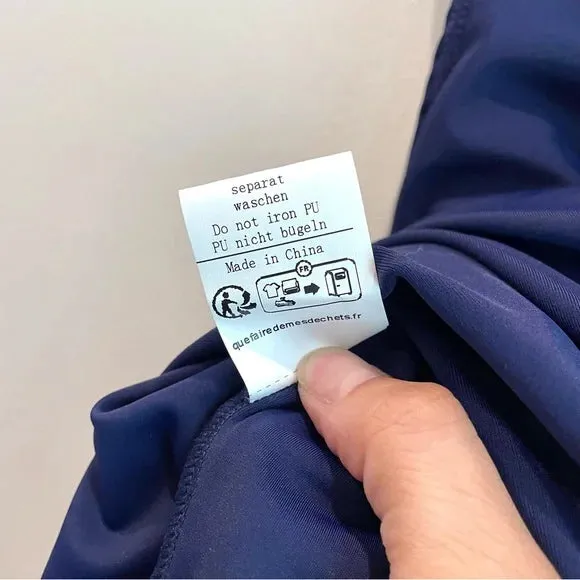 separat
waschen
Do not iron PU
PU nicht bügeln
Made in China
FR
quefairedemesdechets.fr